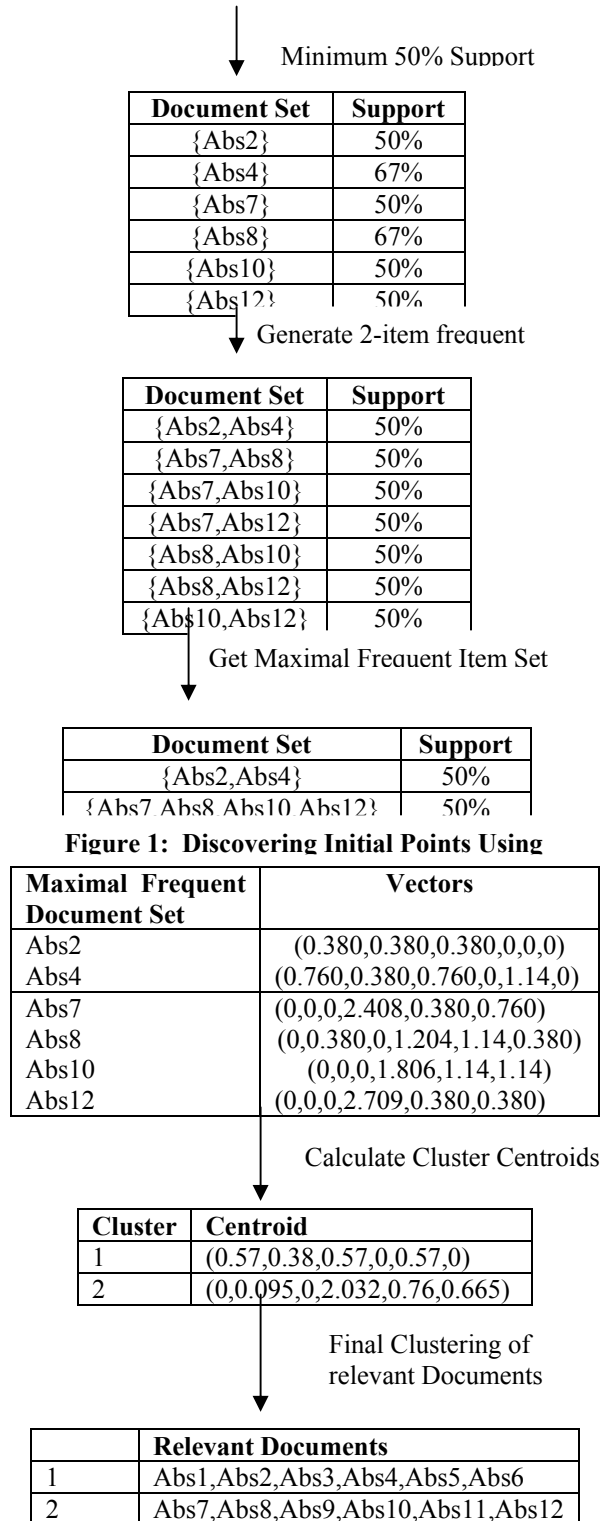 Minimum 50% Support
Document Set Support
{Abs2} 50%
{Abs4} 67%
{Abs7} 50%
{Abs8} 67%
{Abs10} 50%
{Abs12} 50%
Generate 2-item frequent
Document Set Support
{Abs2,Abs4} 50%
{Abs7,Abs8} 50%
{Abs7,Abs10} 50%
{Abs7,Abs12} 50%
{Abs8,Abs10} 50%
{Abs8,Abs12} 50%
{Abs10,Abs12} 50%
Get Maximal Frequent Item Set
Document Set Support
{Abs2,Abs4} 50%
{Abs7,Abs8,Abs10,Abs12} 50%
Figure 1: Discovering Initial Points Using
Maximal Frequent Vectors
Document Set
Abs2 (0.380,0.380,0.380,0,0,0)
Abs4 (0.760,0.380,0.760,0,1.14,0)
Abs7 (0,0,0,2.408,0.380,0.760)
Abs8 (0,0.380,0,1.204,1.14,0.380)
Abs10 (0,0,0,1.806,1.14,1.14)
Abs12 (0,0,0,2.709,0.380,0.380)
Calculate Cluster Centroids
Cluster Centroid
1 (0.57,0.38,0.57,0,0.57,0)
2 (0,0.095,0,2.032,0.76,0.665)
Final Clustering of
relevant Documents
Relevant Documents
1 Abs1,Abs2,Abs3,Abs4,Abs5,Abs6
2 Abs7,Abs8,Abs9,Abs10,Abs11,Abs12